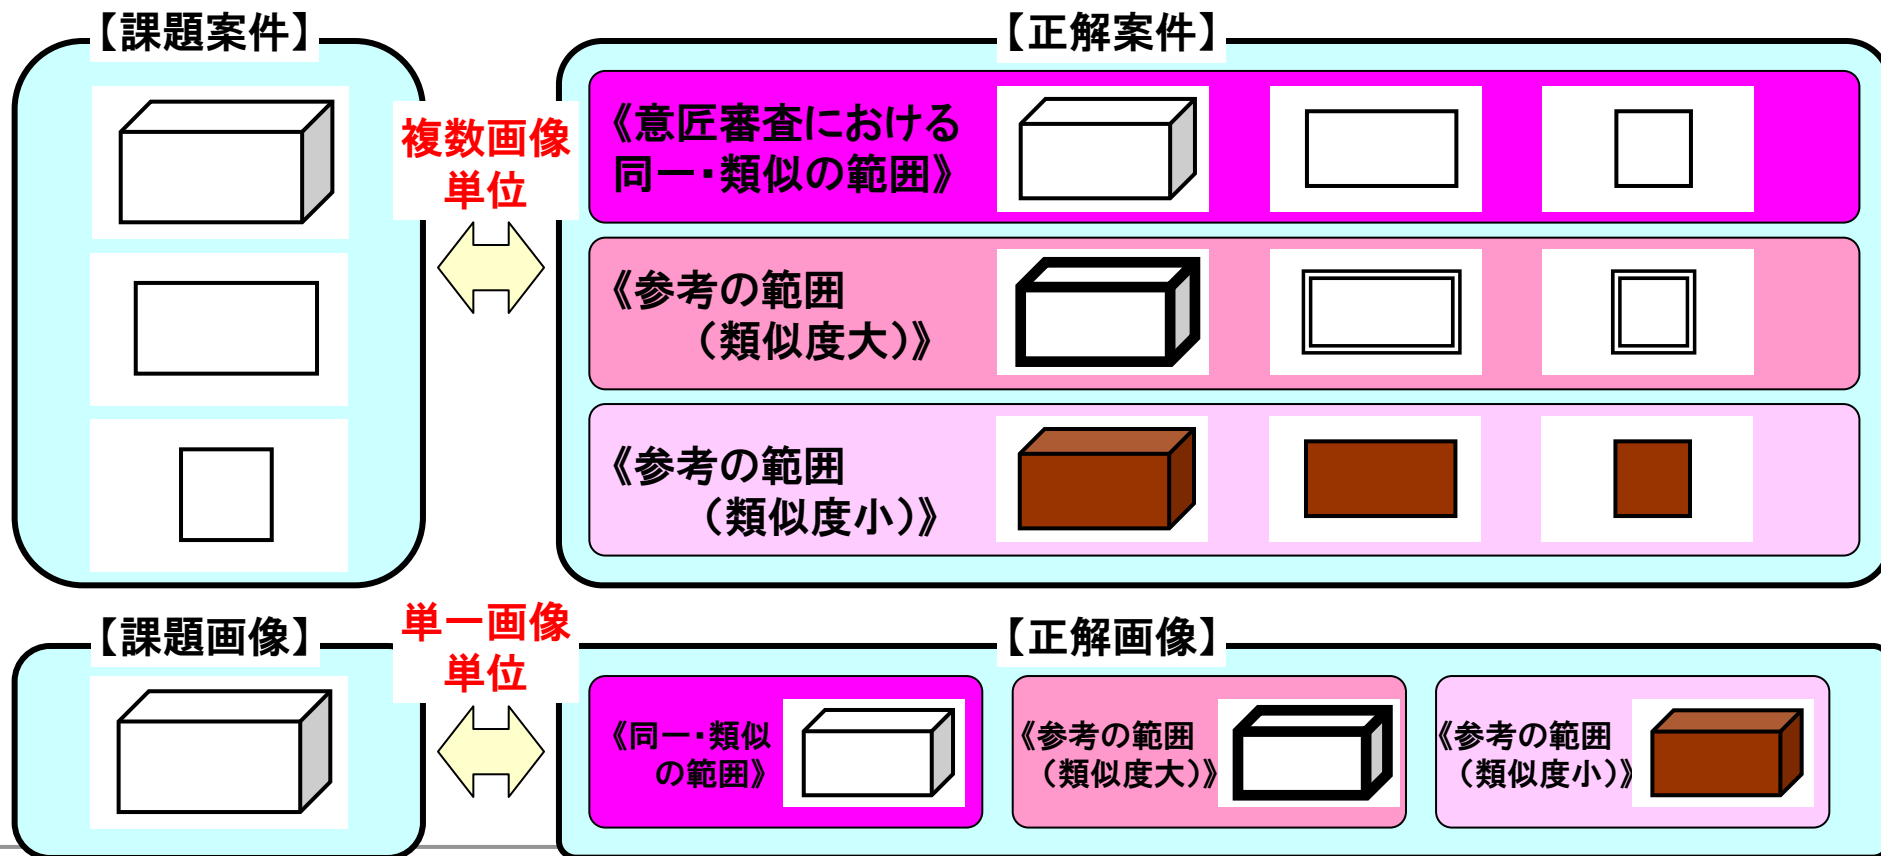 【課題案件】
【正解案件】
複数画像
単位
《意匠審査における
同一・類似の範囲》
《参考の範囲
（類似度大）》
《参考の範囲
（類似度小）》
【課題画像】
単一画像
単位
【正解画像】
《同一・類似
の範囲》
《参考の範囲
（類似度大）》
《参考の範囲
（類似度小）》